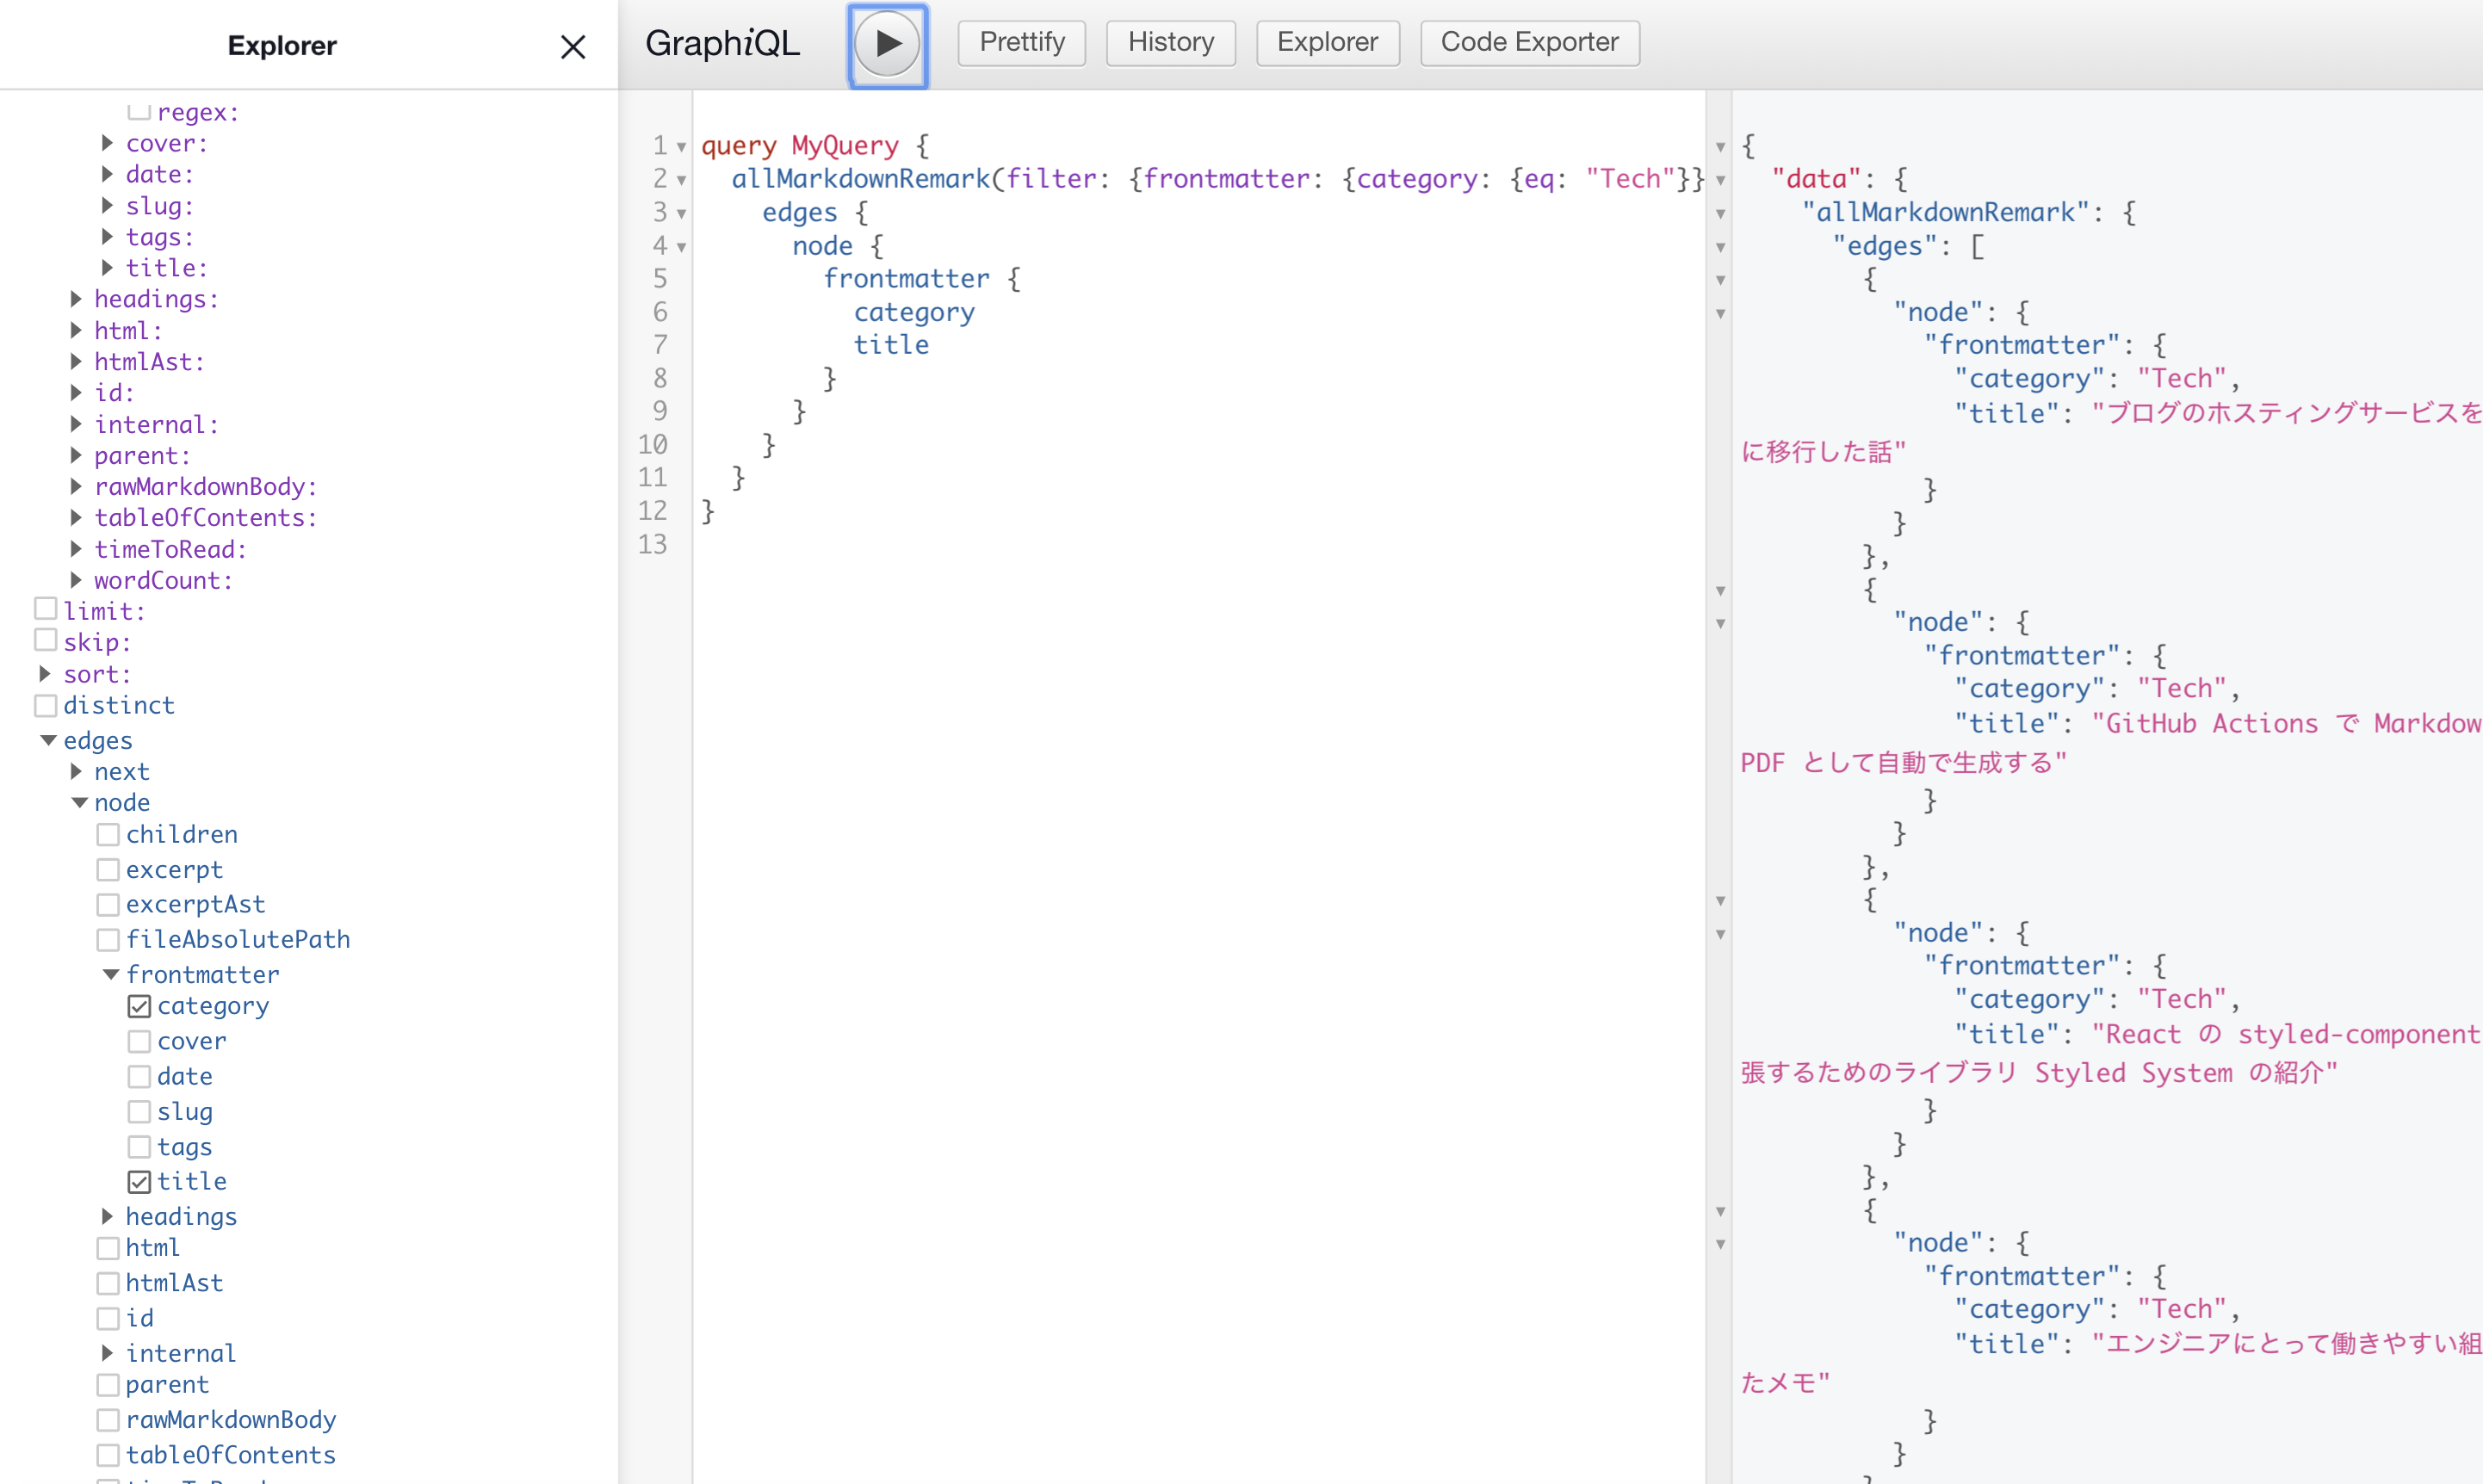 Explorer
regex:
cover:
date:
slug:
tags:
title:
headings:
html:
htmlAst:
id:
internal:
parent:
rawMarkdownBody:
tableOfContents:
timeToRead:
wordCount:
limit:
skip:
sort:
distinct
edges
next
node
children
excerpt
excerptAst
fileAbsolutePath
frontmatter
category
cover
date
slug
tags
title
headings
html
htmlAst
id
internal
parent
rawMarkdownBody
tableOfContents
GraphiQL
Prettify
History
Explorer
Code Exporter
1 query MyQuery {
2 allMarkdownRemark(filter: {frontmatter: {category: {eq: "Tech"}}
3 edges {
4 node {
5 frontmatter {
6 category
7 title
8 }
9 }
10 }
11 }
12 }
13
{
"data": {
"allMarkdownRemark": {
"edges": [
{
"node": {
"frontmatter": {
"category": "Tech",
"title": "ブログのホスティングサービスを
に移行した話"
}
}
},
{
"node": {
"frontmatter": {
"category": "Tech",
"title": "GitHub Actions で Markdow
PDF として自動で生成する"
}
}
},
{
"node": {
"frontmatter": {
"category": "Tech",
"title": "React の styled-component
張するためのライブラリ Styled System の紹介"
}
}
},
{
"node": {
"frontmatter": {
"category": "Tech",
"title": "エンジニアにとって働きやすい組
たメモ"
}
}